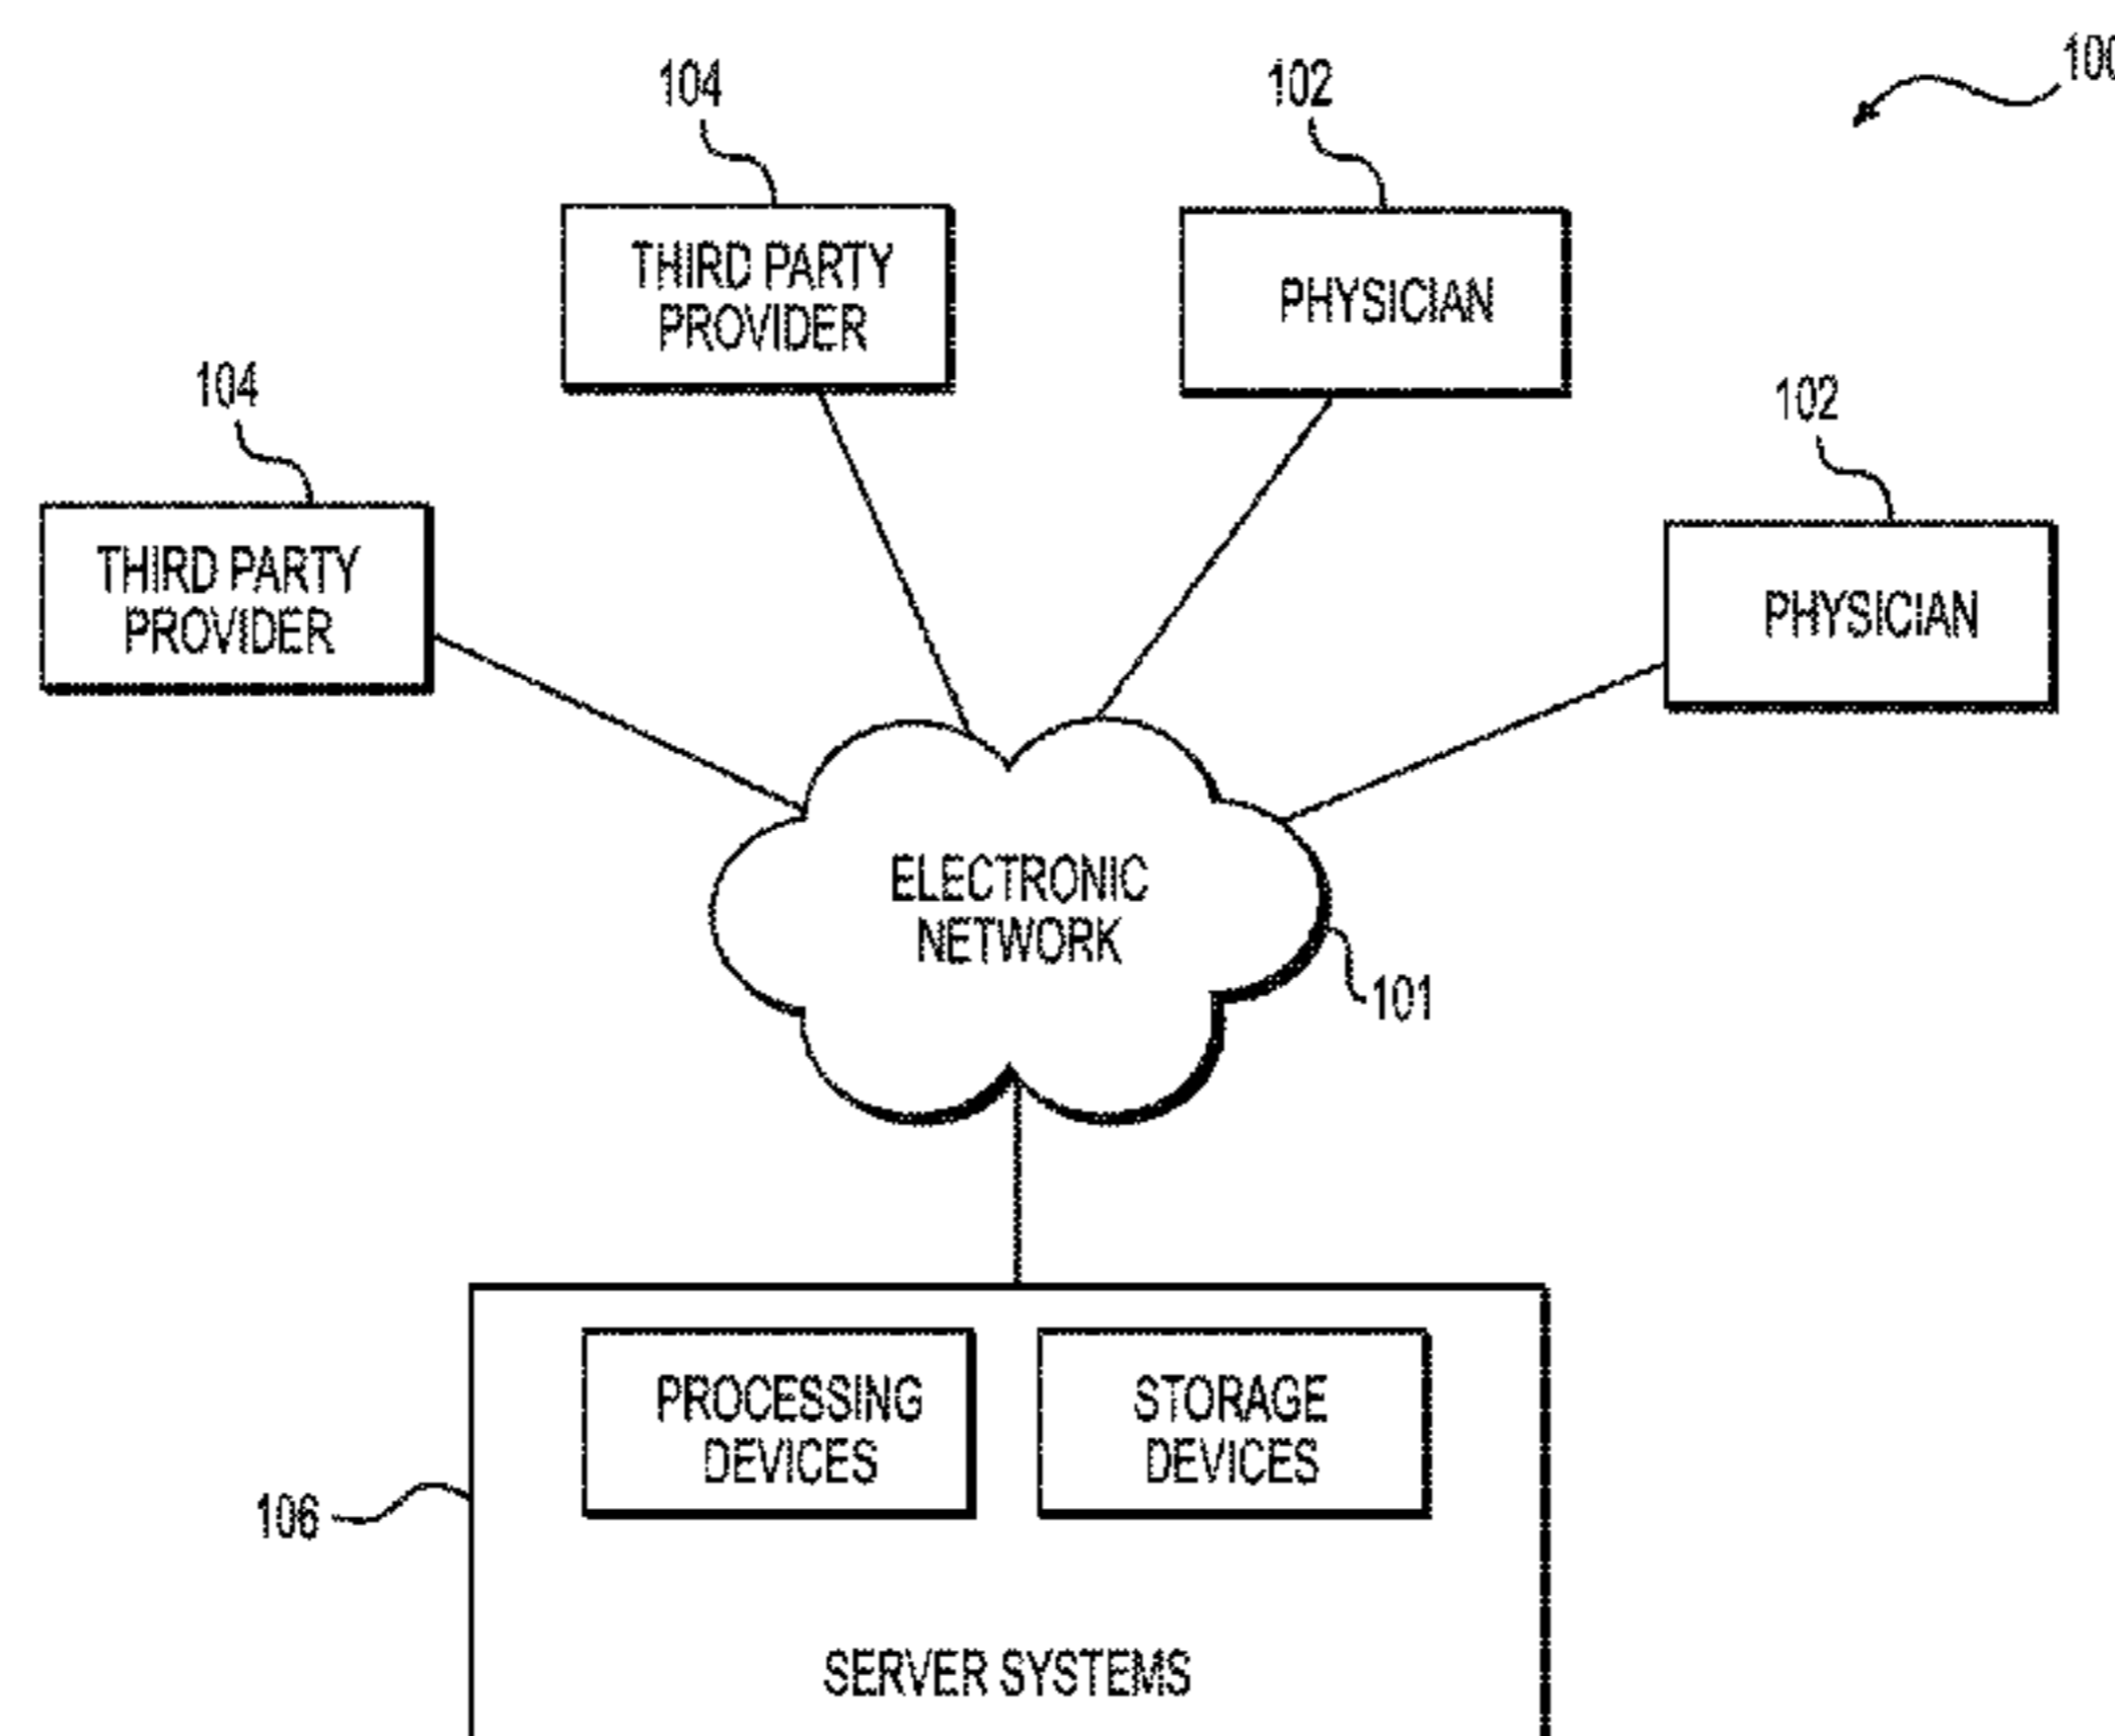 100
104
102
THIRD PARTY
PROVIDER
PHYSICIAN
104
102
THIRD PARTY
PROVIDER
PHYSICIAN
ELECTRONIC
NETWORK
101
PROCESSING
DEVICES
STORAGE
DEVICES
106
SERVER SYSTEMS